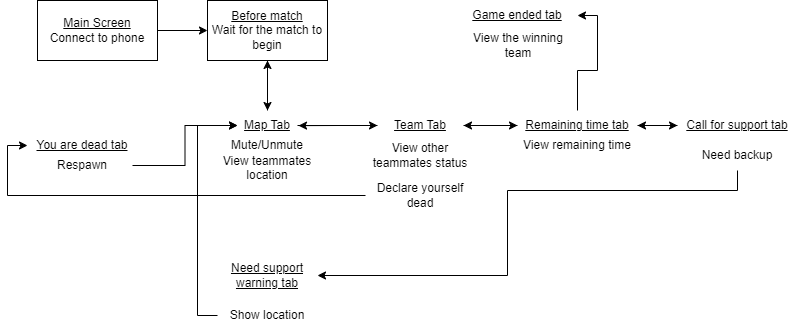 Main Screen
Connect to phone
Before match
Wait for the match to
begin
Game ended tab
View the winning
team
Map Tab
Mute/Unmute
View teammates
location
Team Tab
View other
teammates status
Declare yourself
dead
Remaining time tab
View remaining time
Call for support tab
Need backup
You are dead tab
Respawn
Need support
warning tab
Show location